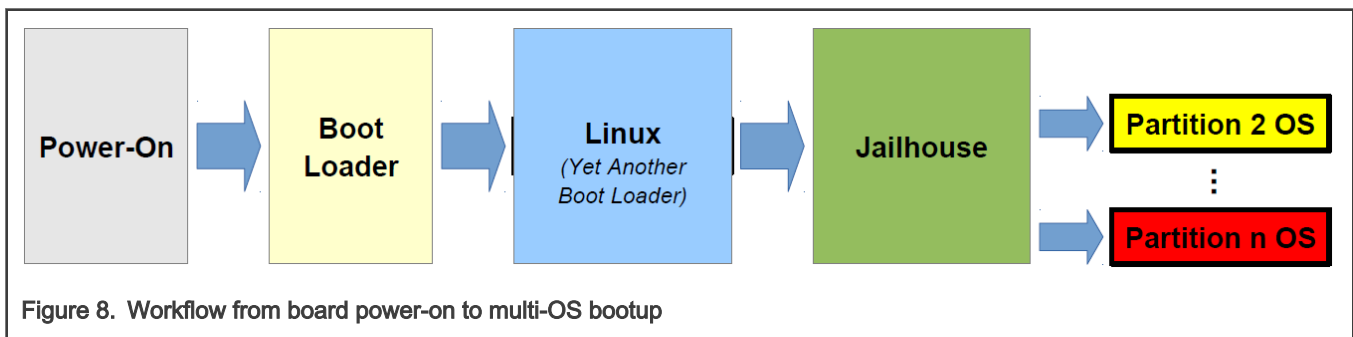 Power-On
Boot
Loader
Linux
(Yet Another
Boot Loader)
Jailhouse
Partition 2 OS
⋮
Partition n OS
Figure 8. Workflow from board power-on to multi-OS bootup